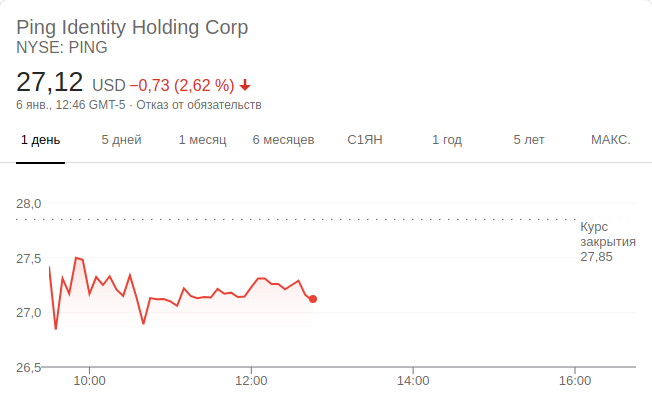 Ping Identity Holding Corp
NYSE: PING
27,12 USD −0,73 (2,62 %)
6 янв., 12:46 GMT-5 · Отказ от обязательств
1 день 5 дней 1 месяц 6 месяцев С1ЯН 1 год 5 лет МАКС.
28,0
Курс
закрытия
27,85
27,5
27,0
26,5
10:00 12:00 14:00 16:00